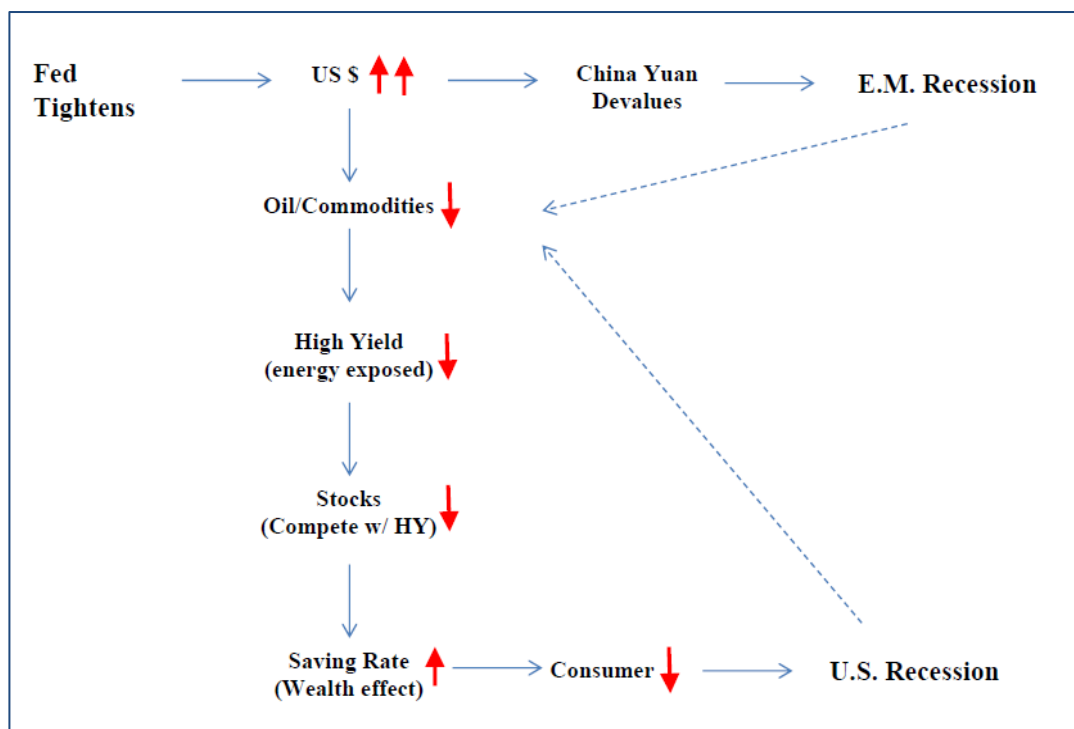 Fed
Tightens
US $
China Yuan
Devalues
E.M. Recession
Oil/Commodities
High Yield
(energy exposed)
Stocks
(Compete w/ HY)
Saving Rate
(Wealth effect)
Consumer
U.S. Recession